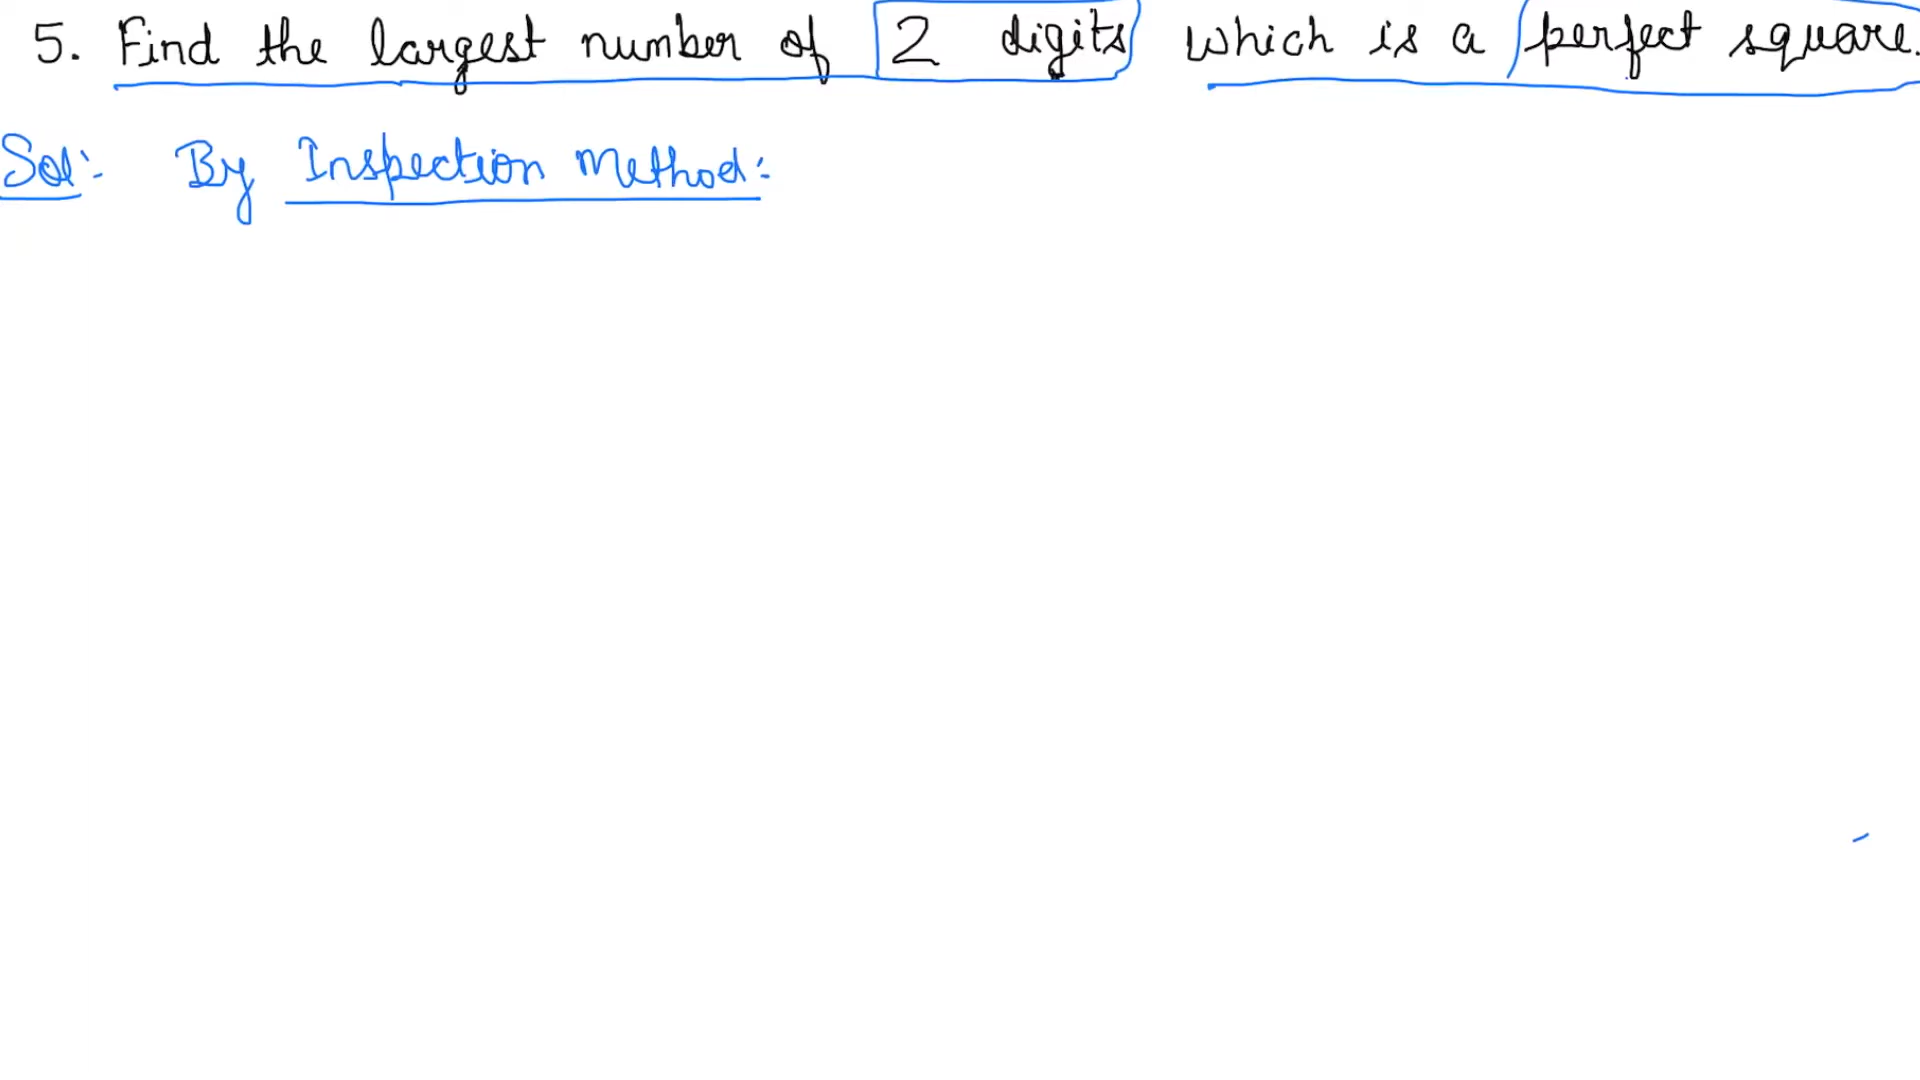 5. Find the largest number of 2 digits which is a perfect square.
Sol:- By Inspection Method:-